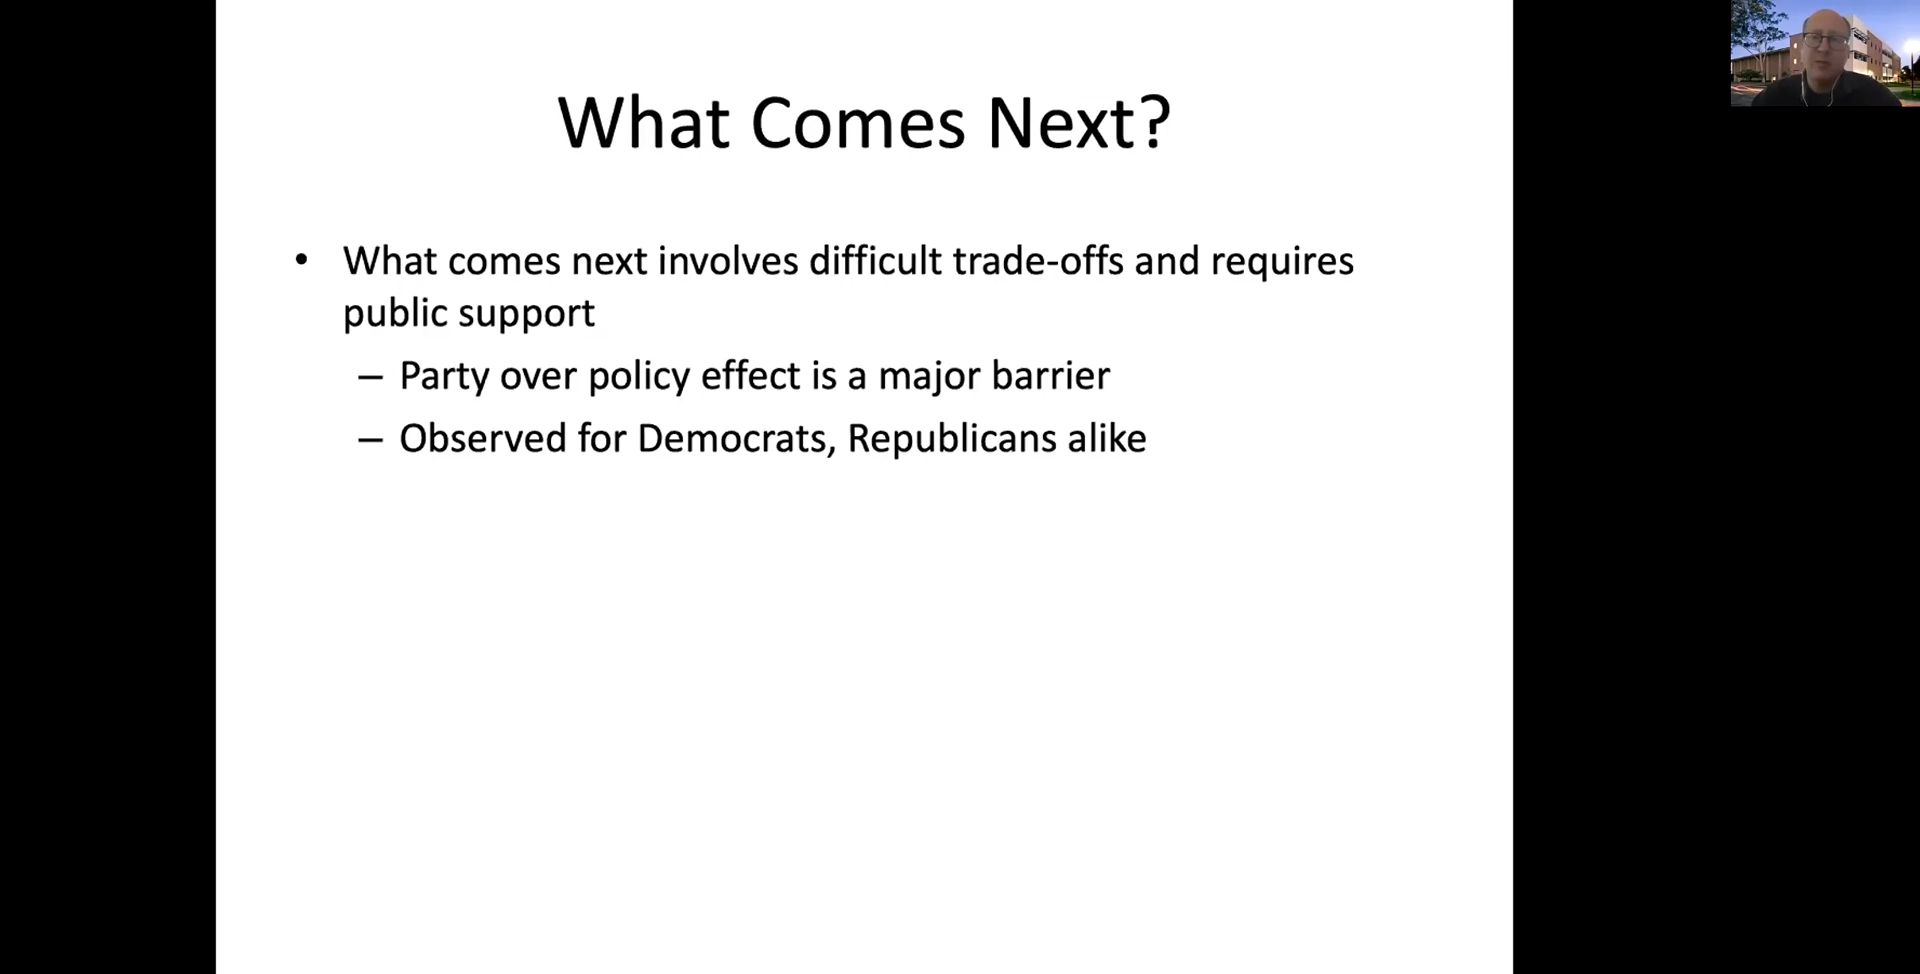 What Comes Next?
• What comes next involves difficult trade-offs and requires
public support
– Party over policy effect is a major barrier
– Observed for Democrats, Republicans alike